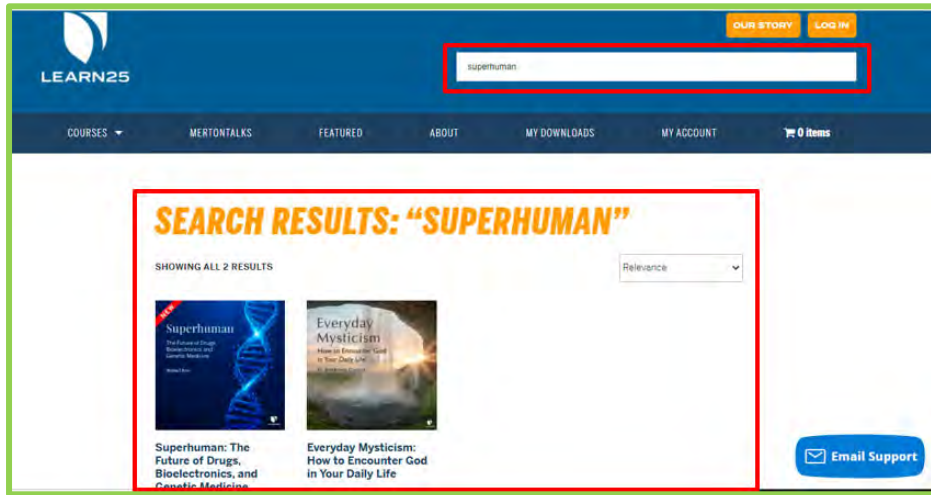 OUR STORY
LOG IN
LEARN25
superhuman
COURSES
MERTONTALKS
FEATURED
ABOUT
MY DOWNLOADS
MY ACCOUNT
0 items
SEARCH RESULTS: “SUPERHUMAN”
SHOWING ALL 2 RESULTS
Relevance
NEW
Superhuman
The Future of Drugs,
Bioelectronics, and
Genetic Medicine
Everyday
Mysticism
How to Encounter God
in Your Daily Life
Superhuman: The
Future of Drugs,
Bioelectronics, and
Genetic Medicine
Everyday Mysticism:
How to Encounter God
in Your Daily Life
Email Support